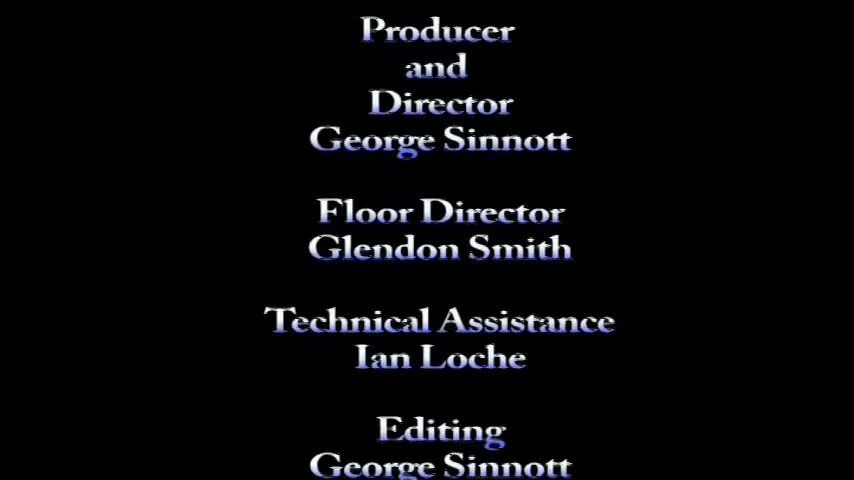 Producer
and
Director
George Sinnott
Floor Director
Glendon Smith
Technical Assistance
Ian Loche
Editing
George Sinnott